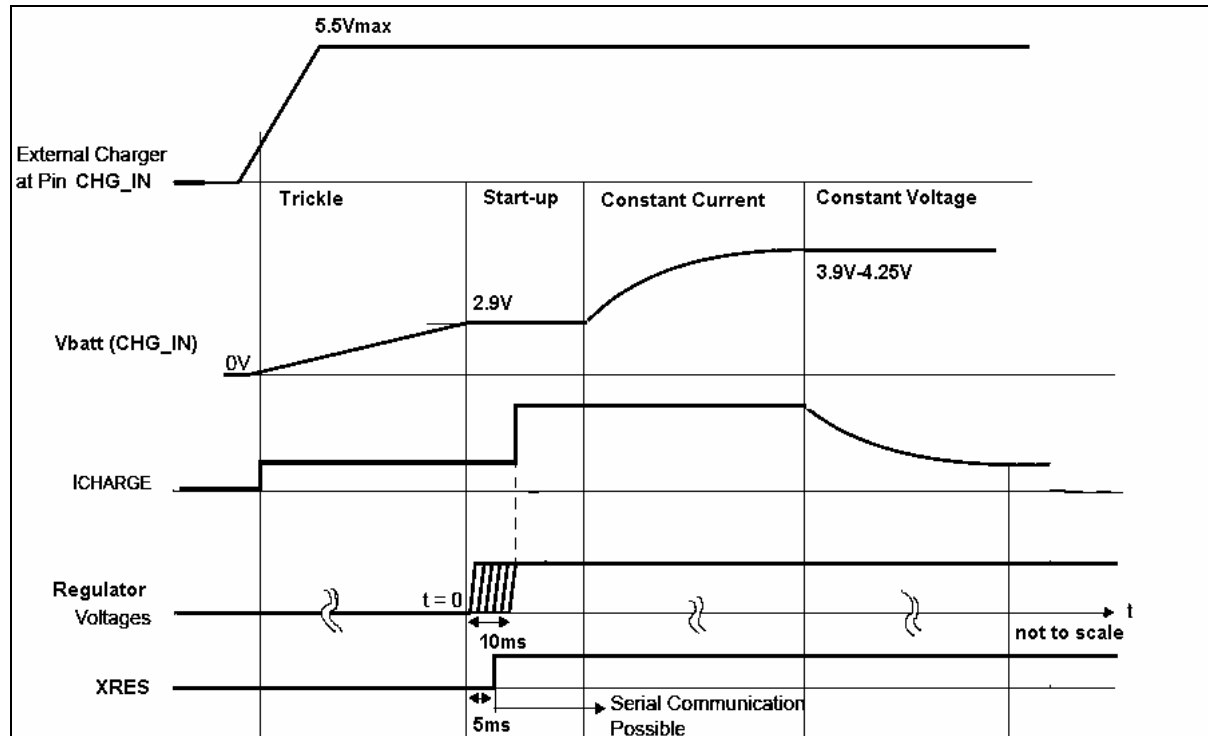 5.5Vmax
External Charger
at Pin CHG_IN
Trickle
Start-up
Constant Current
Constant Voltage
2.9V
3.9V-4.25V
Vbatt (CHG_IN)
0V
ICHARGE
Regulator
Voltages
t = 0
10ms
t
not to scale
XRES
5ms
Serial Communication
Possible